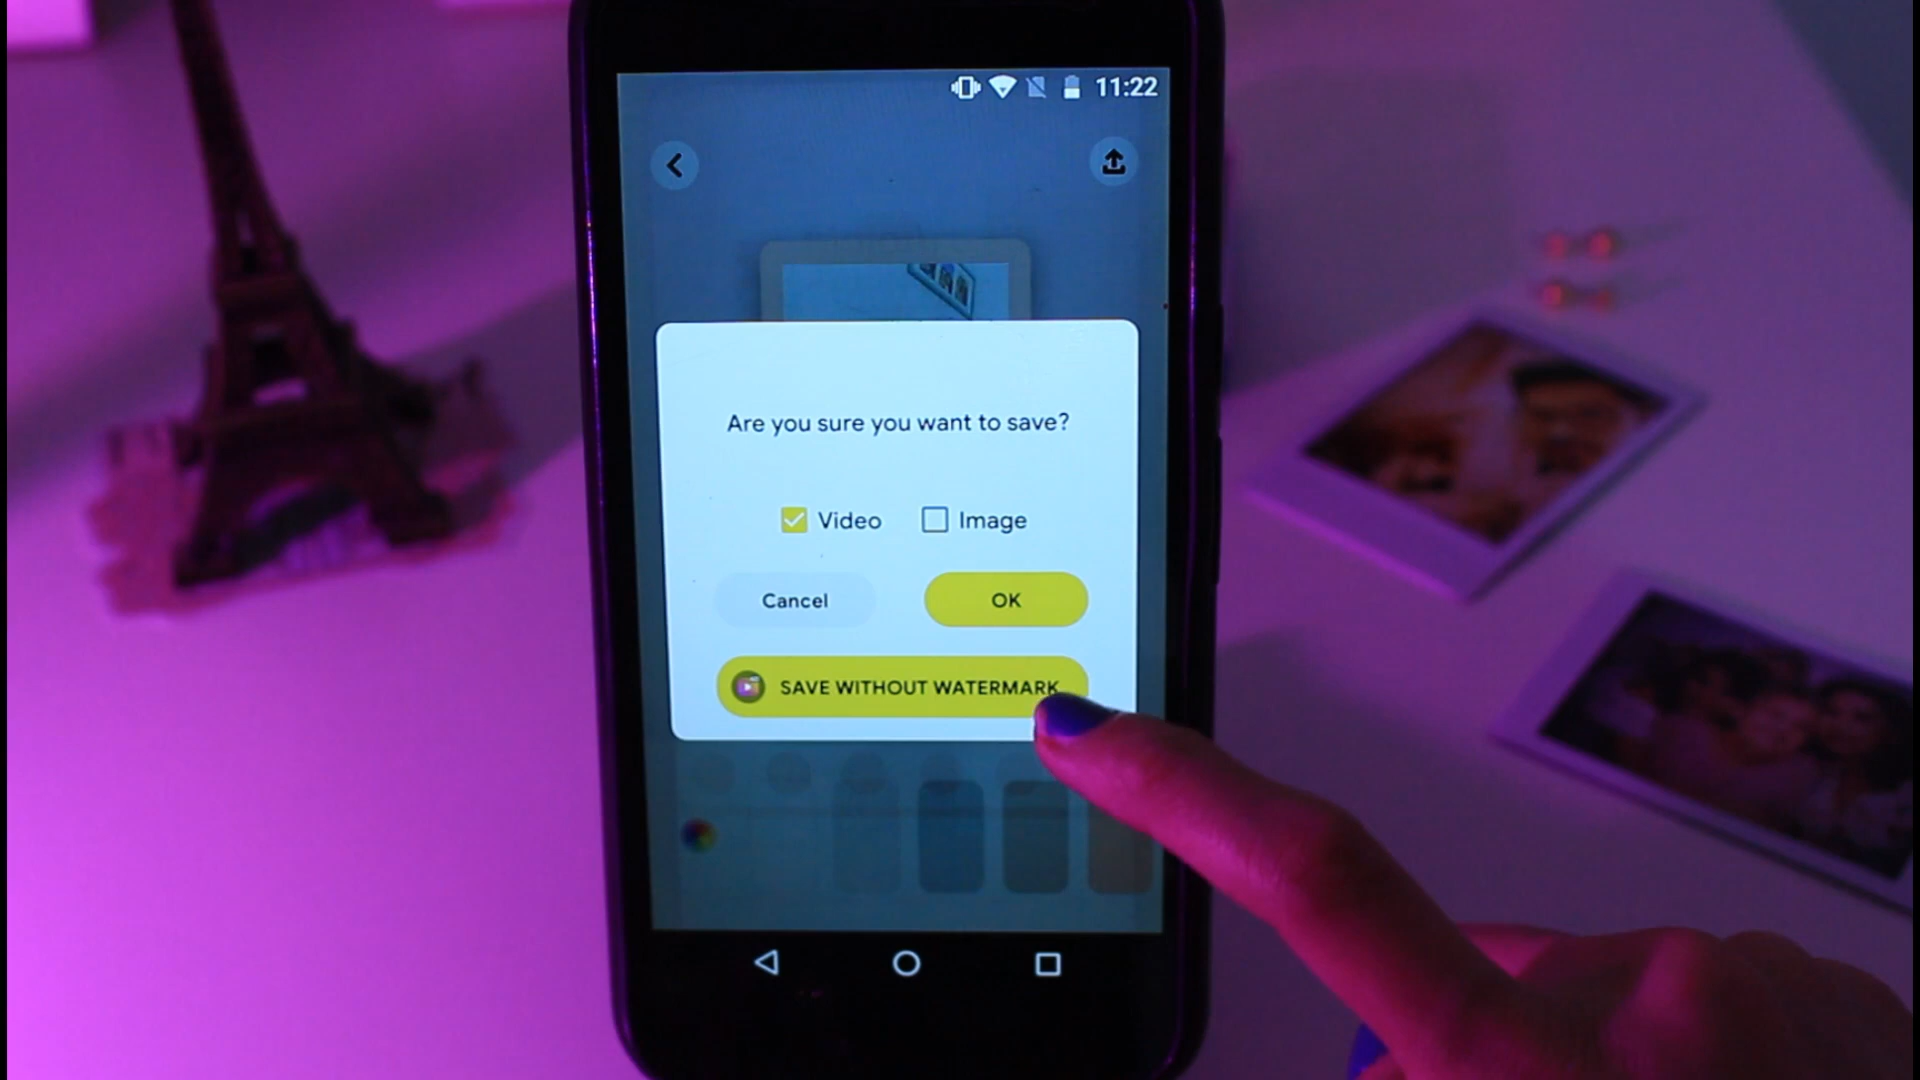 11:22
Are you sure you want to save?
Video Image
Cancel OK
SAVE WITHOUT WATERMARK